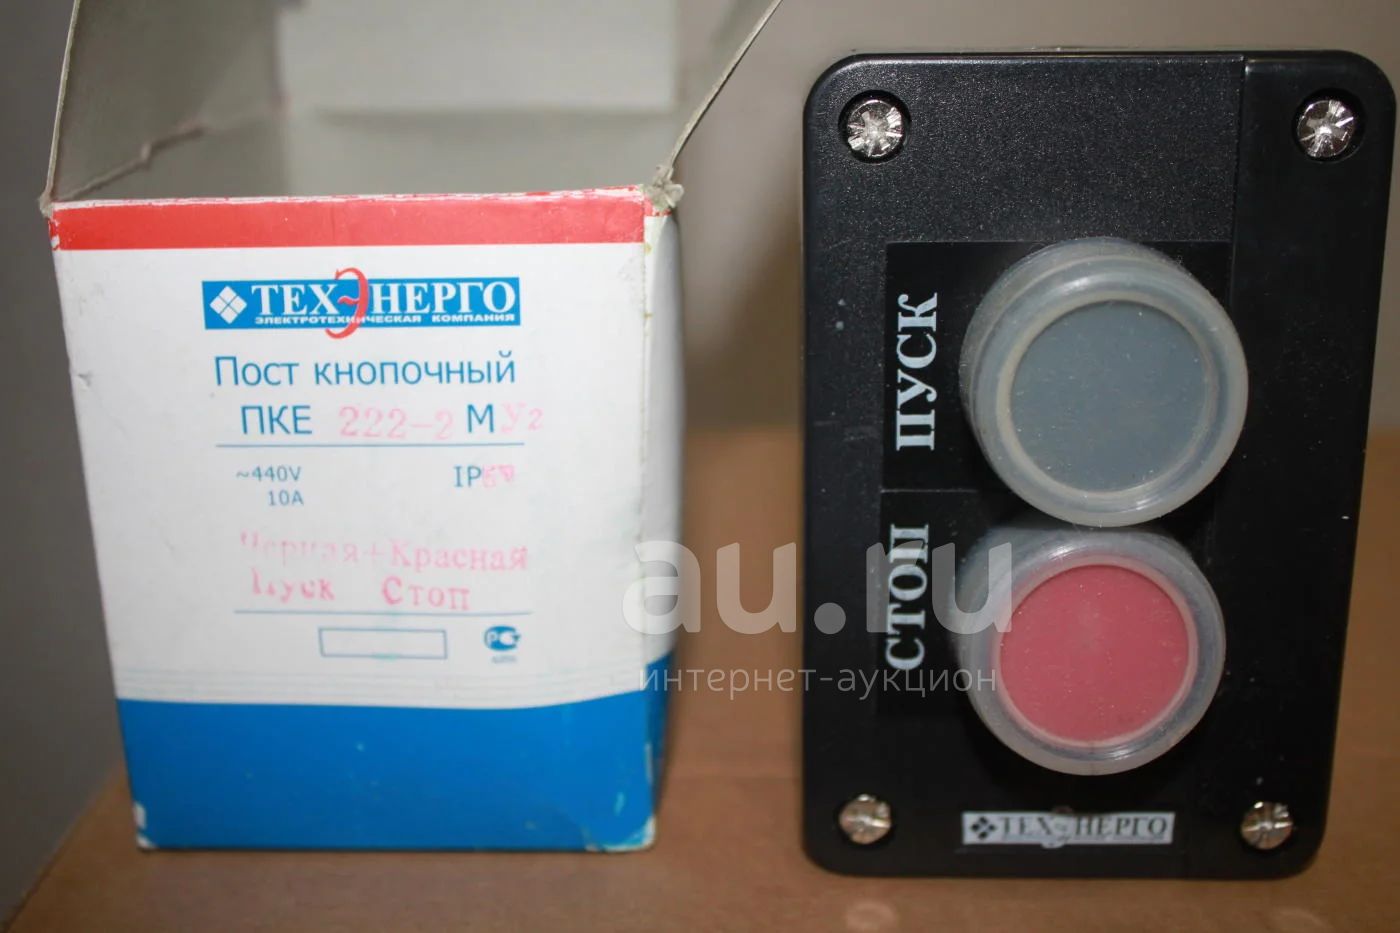 ТЕХЭНЕРГО
ЭЛЕКТРОТЕХНИЧЕСКАЯ КОМПАНИЯ
Пост кнопочный
ПКЕ 222-2 М У2
~440V IP54
10A
Черная+Красная
Пуск Стоп
ПУСК
СТОП
ТЕХЭНЕРГО
au.ru
интернет-аукцион